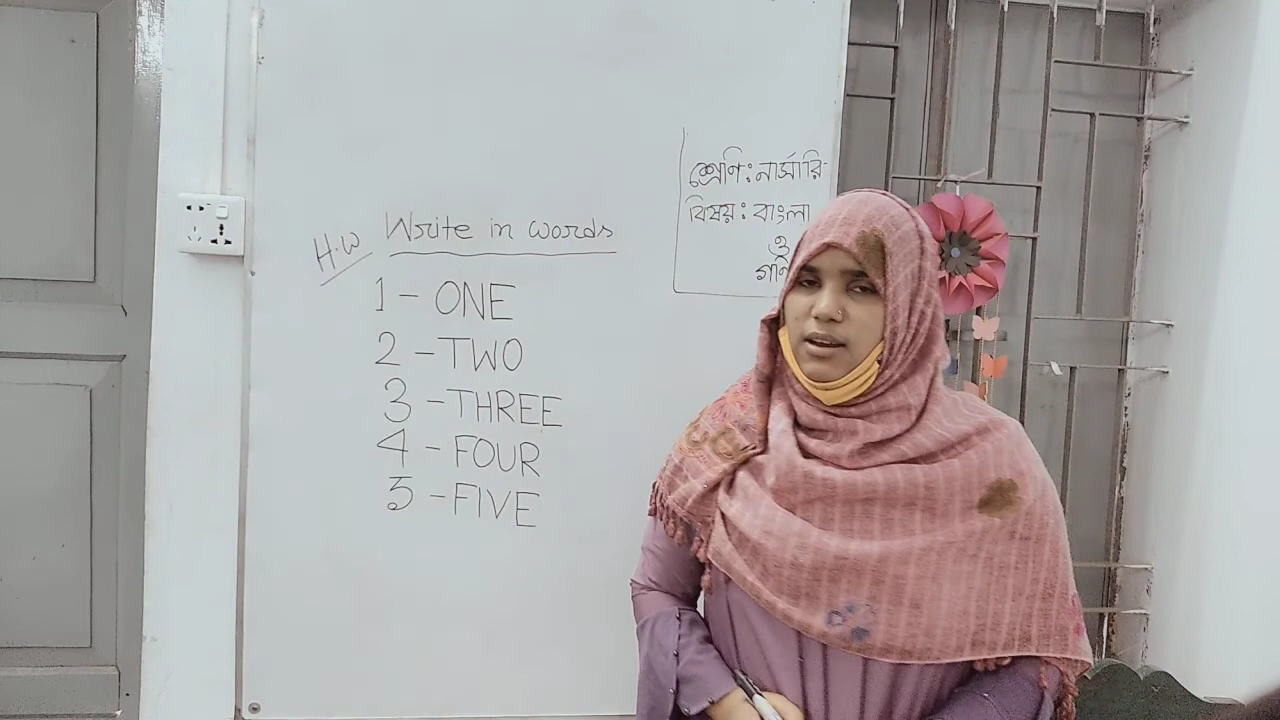 H.W Write in words
1 - ONE
2 - TWO
3 - THREE
4 - FOUR
5 - FIVE
শ্রেণি: নার্সারি
বিষয়: বাংলা
ও